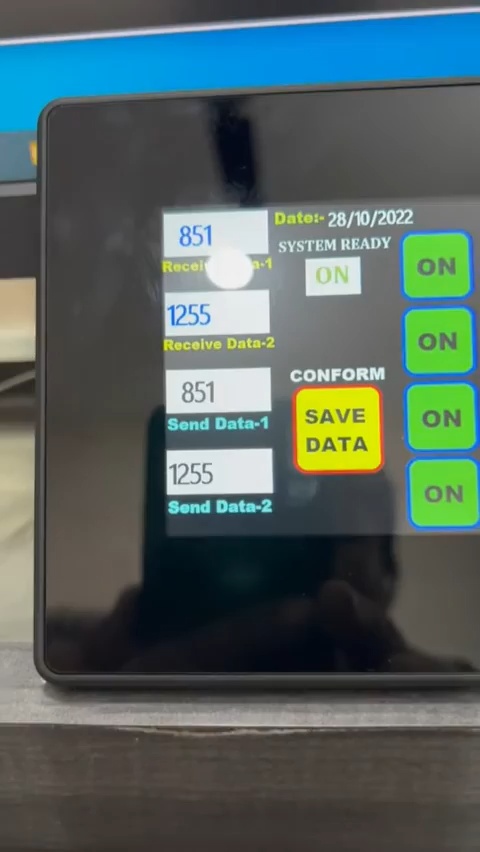 851
Date:- 28/10/2022
SYSTEM READY
ON
ON
1255
Receive Data-2
ON
851
CONFORM
SAVE
DATA
ON
Send Data-1
1255
ON
Send Data-2